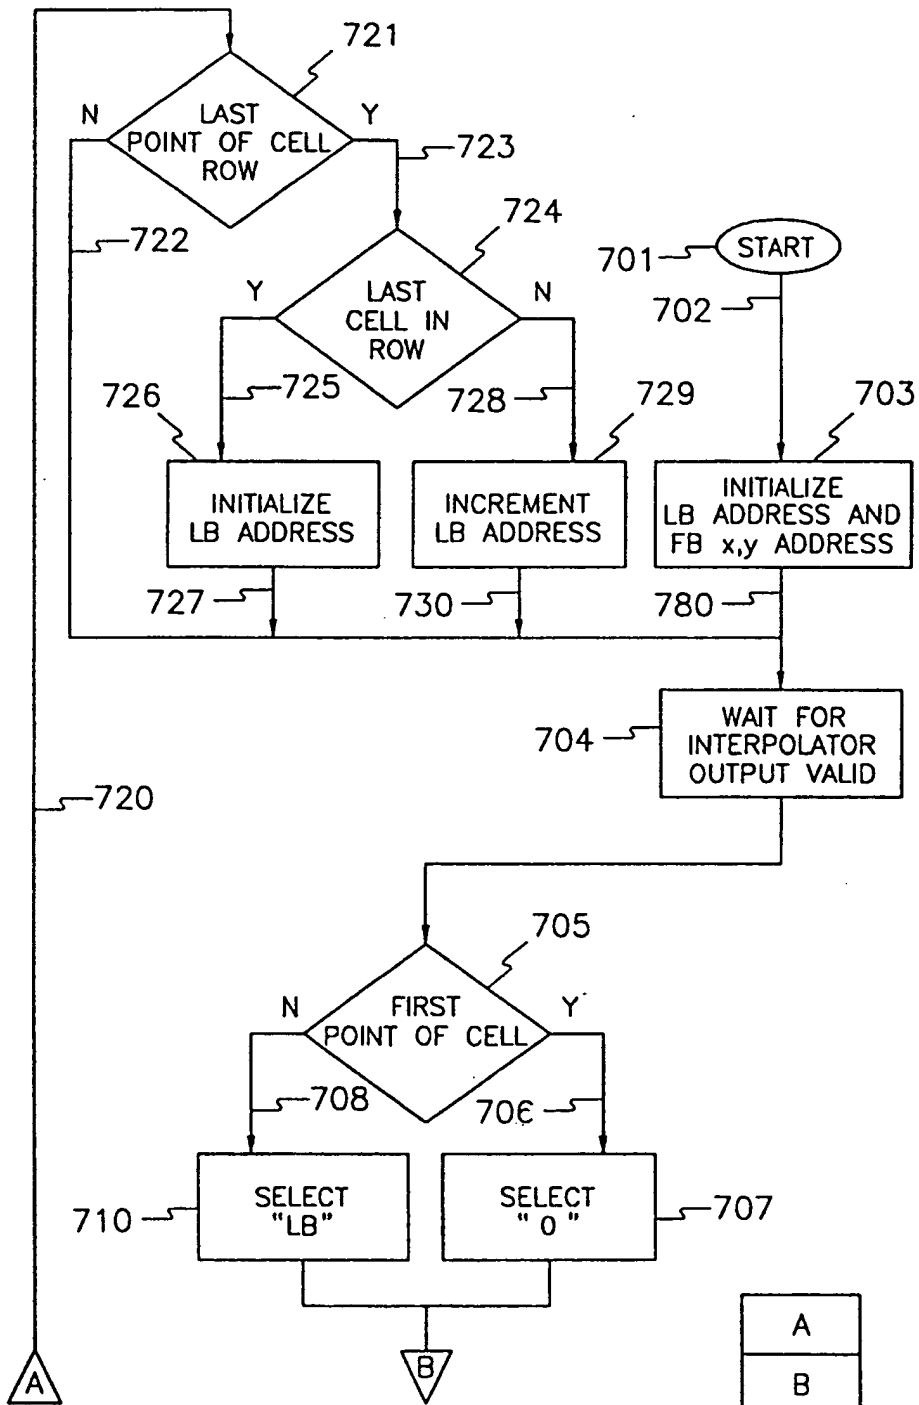 721
N
LAST
Y
POINT OF CELL
ROW
723
722
724
701
START
Y
LAST
N
702
CELL IN
ROW
726
725
728
729
703
INITIALIZE
LB ADDRESS
INCREMENT
LB ADDRESS
INITIALIZE
LB ADDRESS AND
FB x,y ADDRESS
727
730
780
704
WAIT FOR
INTERPOLATOR
OUTPUT VALID
720
705
N
FIRST
Y
POINT OF CELL
708
706
710
SELECT
"LB"
SELECT
"0"
707
A
B
A
B